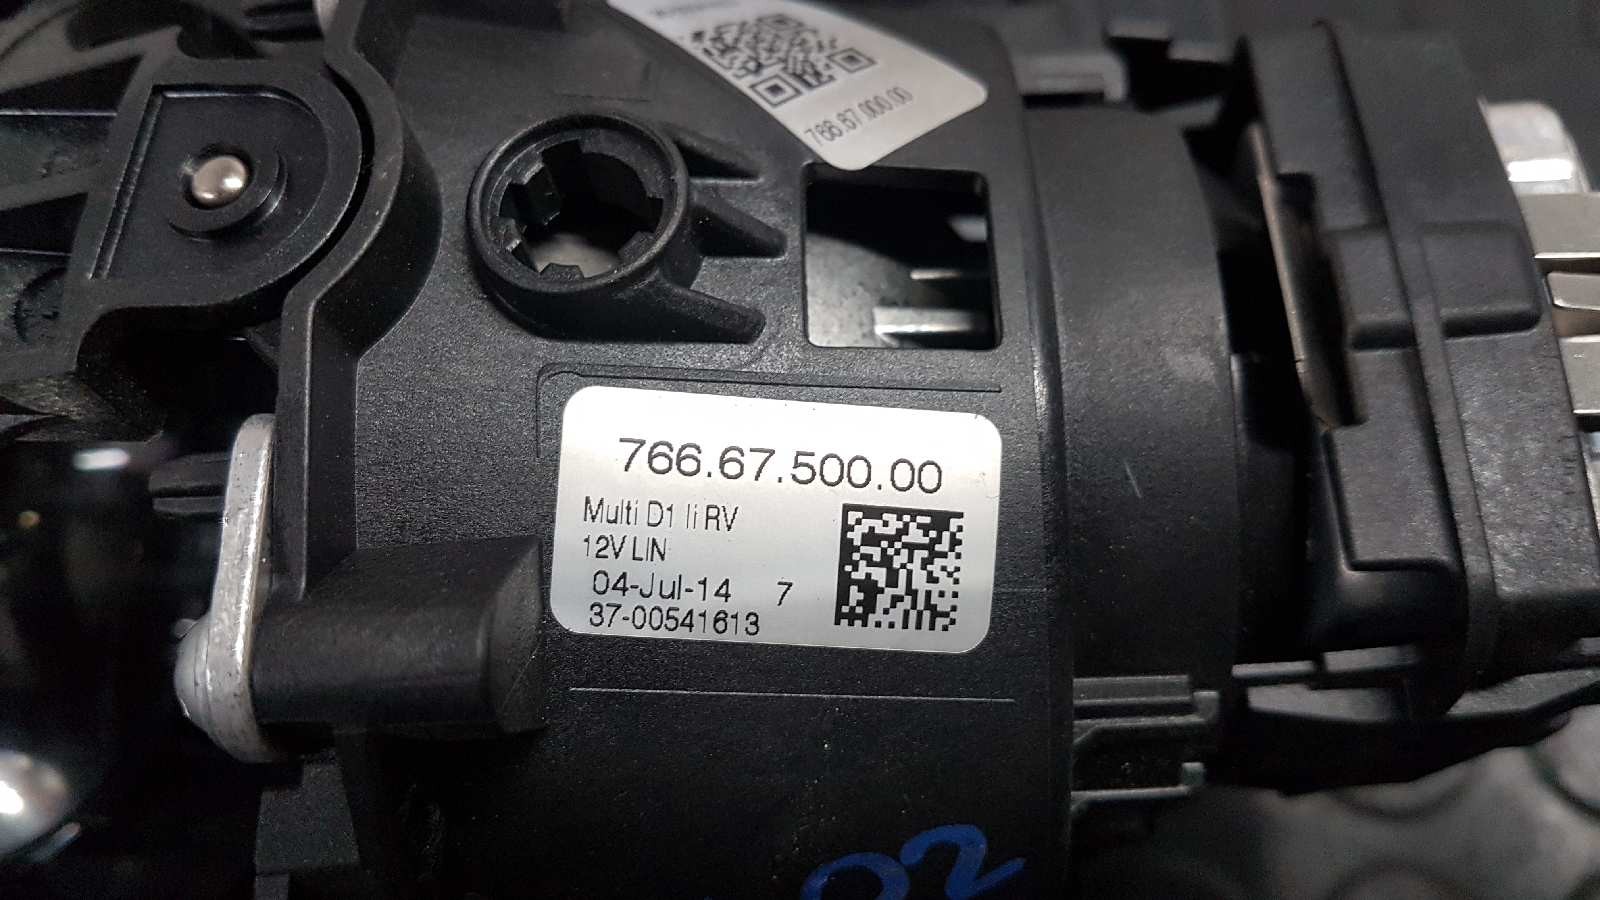 766.67.000.00
766.67.500.00
Multi D1 li RV
12V LIN
04-Jul-14 7
37-00541613
02